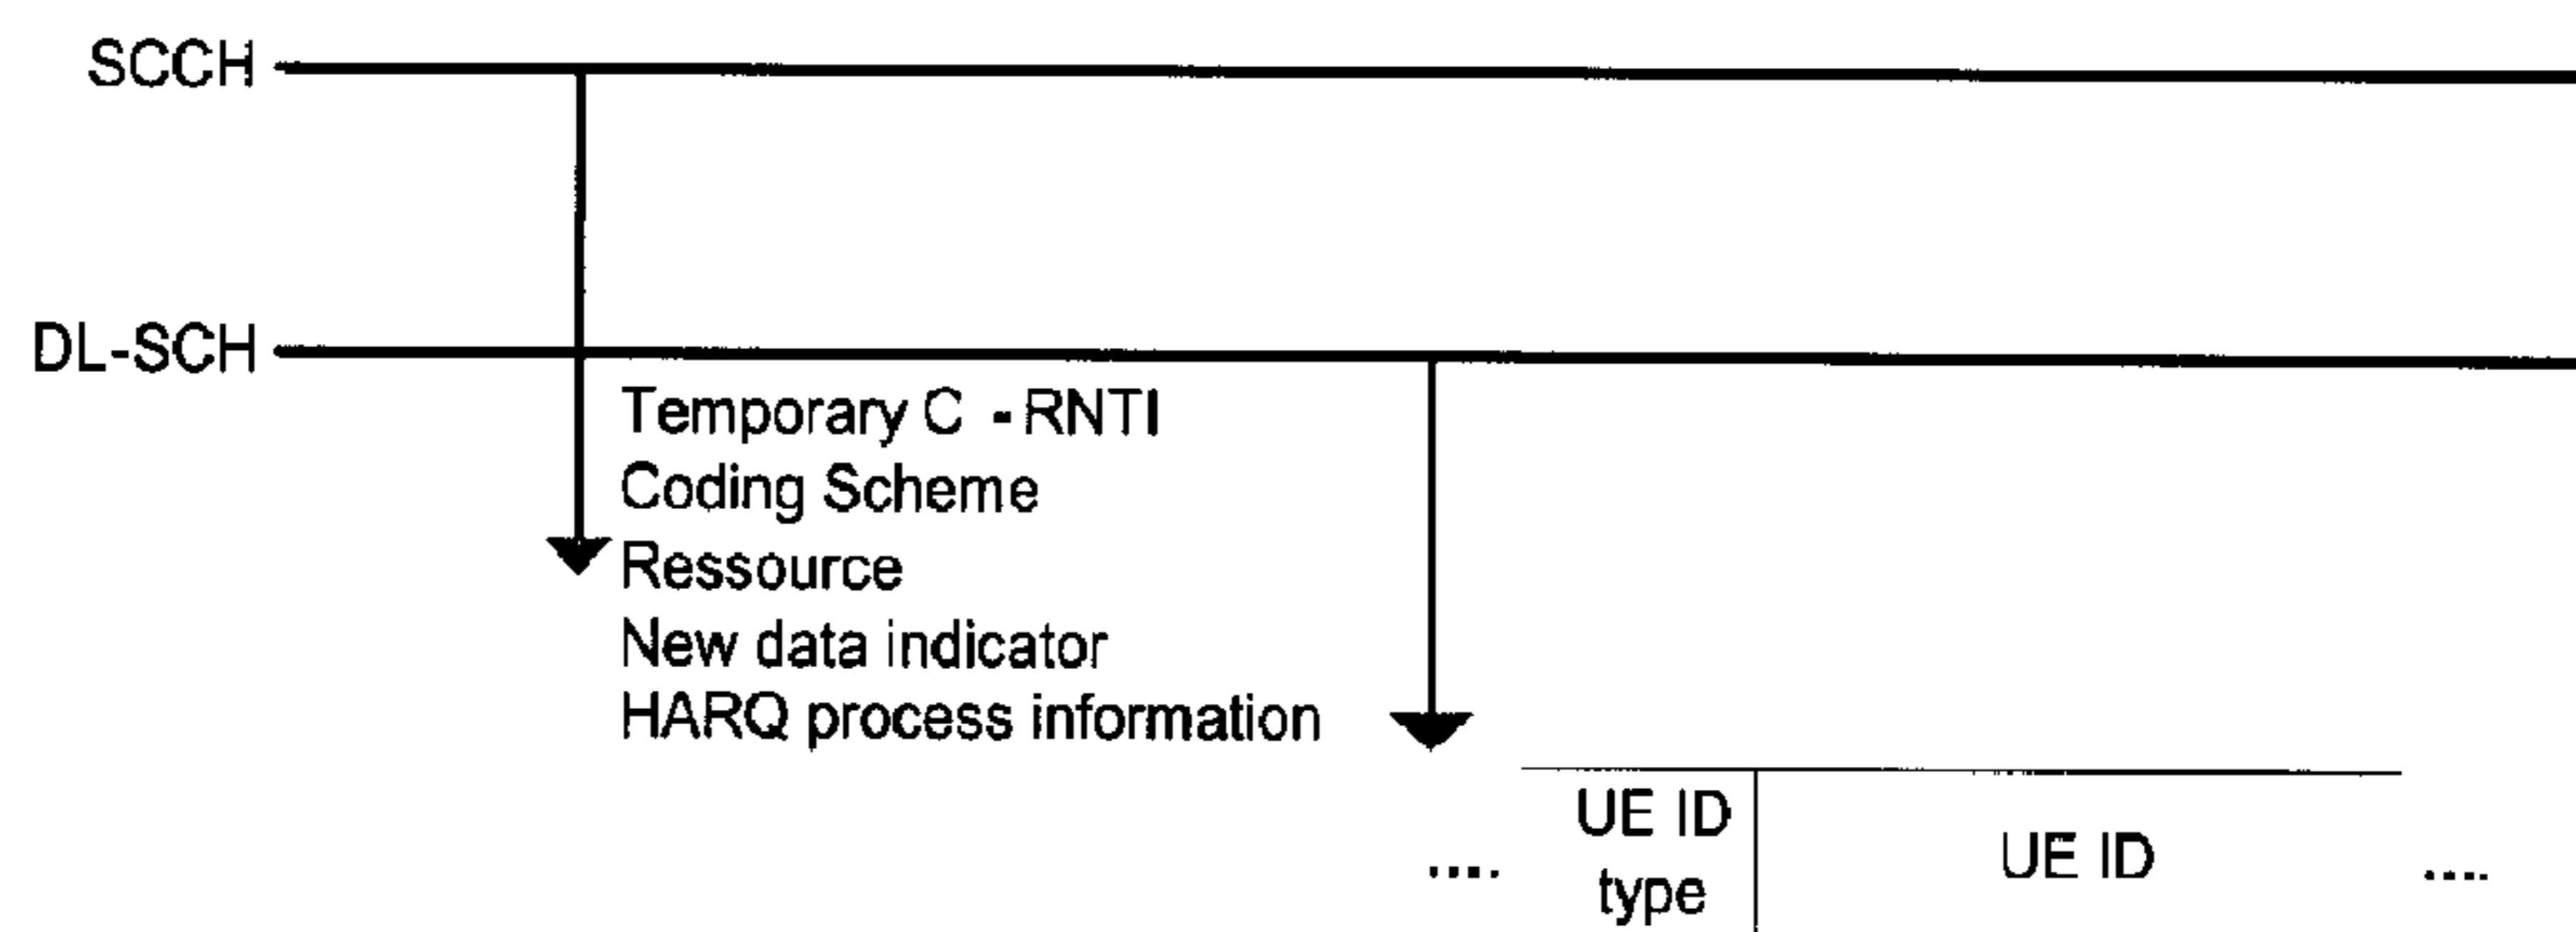 SCCH
DL-SCH
Temporary C - RNTI
Coding Scheme
Ressource
New data indicator
HARQ process information
.... UE ID type UE ID ....